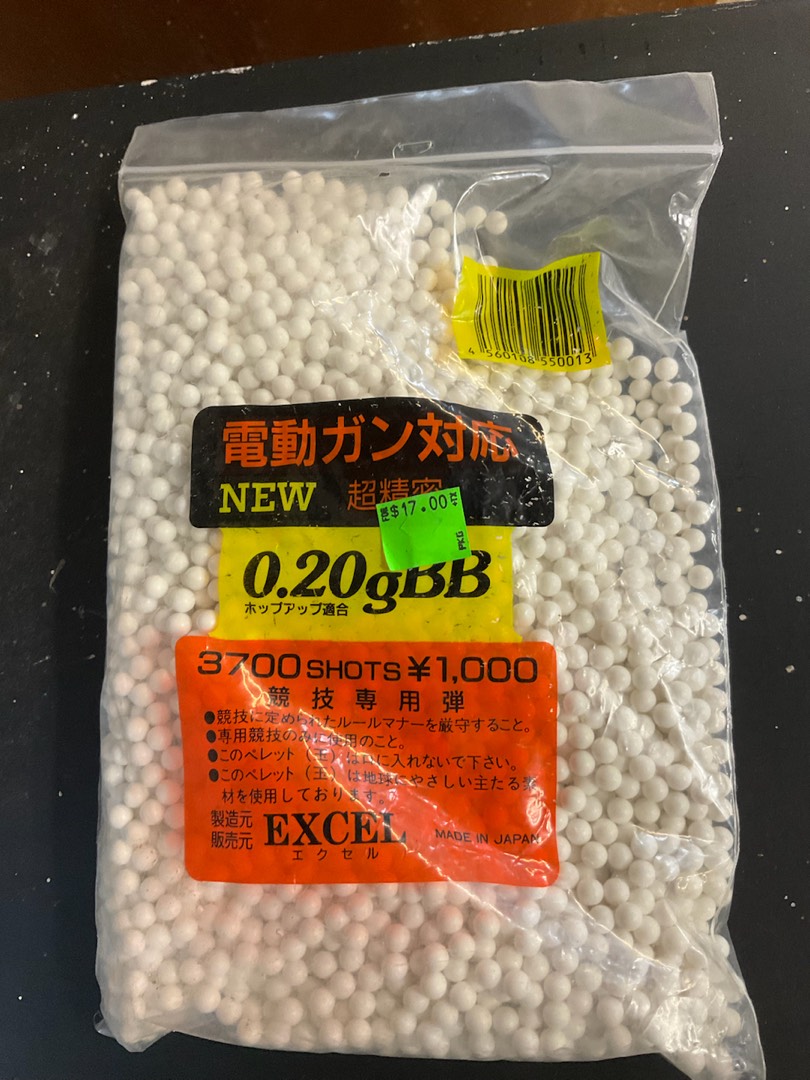 4 560108 550013
電動ガン対応
NEW 超精密
$17.00
PKG
0.20gBB
ホップアップ適合
3700 SHOTS ¥1,000
競技専用弾
●競技に定められたルールマナーを厳守すること。
●専用競技のみに使用のこと。
●このペレット(玉)は口に入れないで下さい。
●このペレット(玉)は地球にやさしい主たる素
材を使用しております。
製造元
販売元 EXCEL MADE IN JAPAN
エクセル